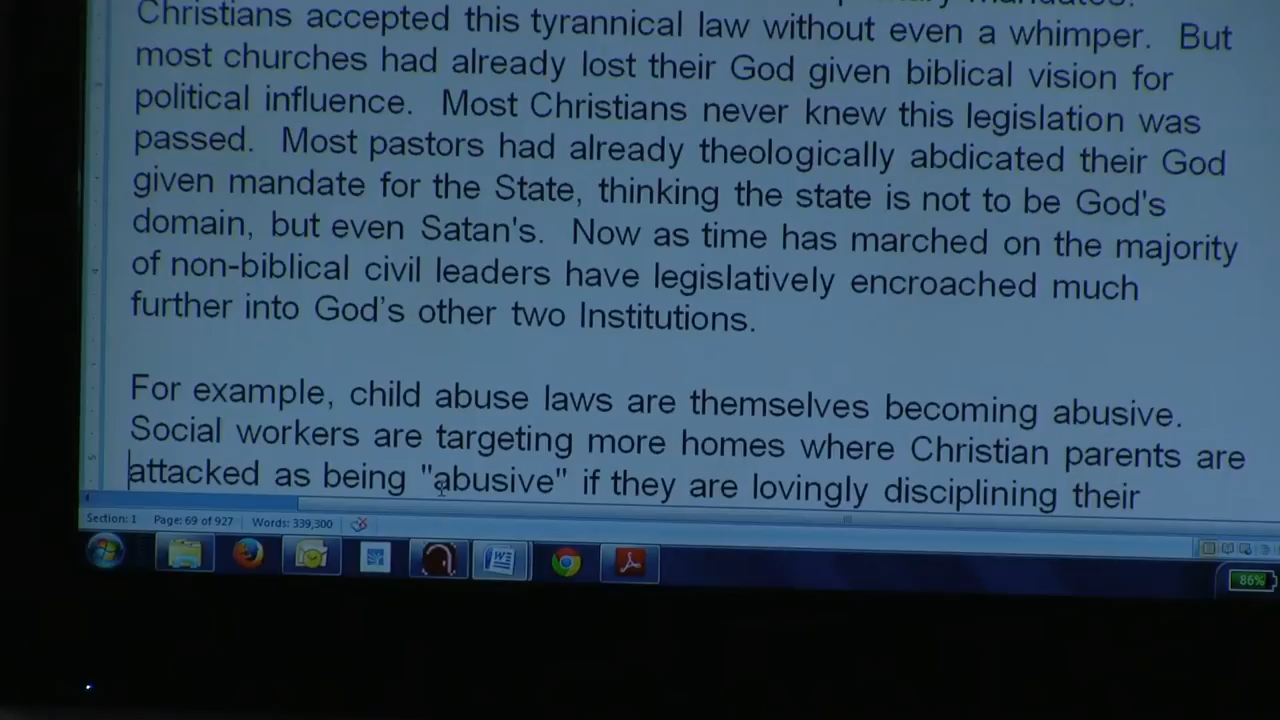 Christians accepted this tyrannical law without even a whimper. But
most churches had already lost their God given biblical vision for
political influence. Most Christians never knew this legislation was
passed. Most pastors had already theologically abdicated their God
given mandate for the State, thinking the state is not to be God's
domain, but even Satan's. Now as time has marched on the majority
of non-biblical civil leaders have legislatively encroached much
further into God’s other two Institutions.
For example, child abuse laws are themselves becoming abusive.
Social workers are targeting more homes where Christian parents are
attacked as being "abusive" if they are lovingly disciplining their
Section: 1 Page: 69 of 927 Words: 339,300
86%